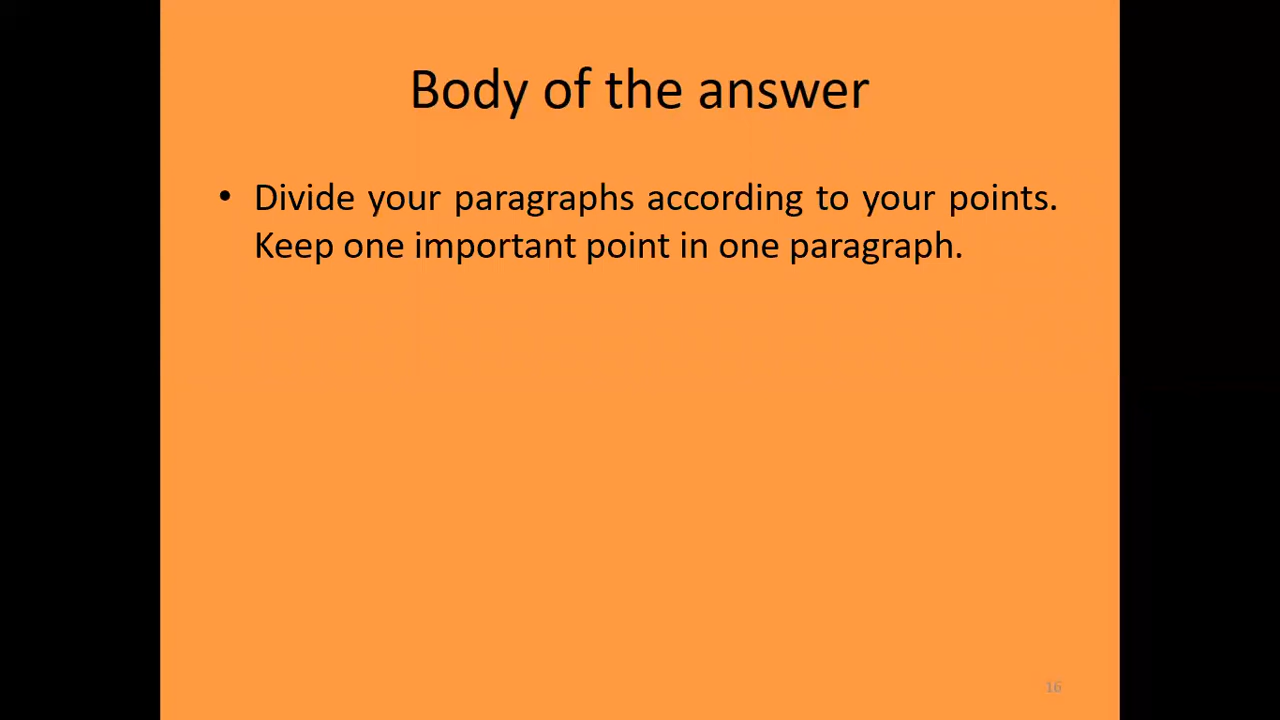 Body of the answer
• Divide your paragraphs according to your points.
Keep one important point in one paragraph.
16